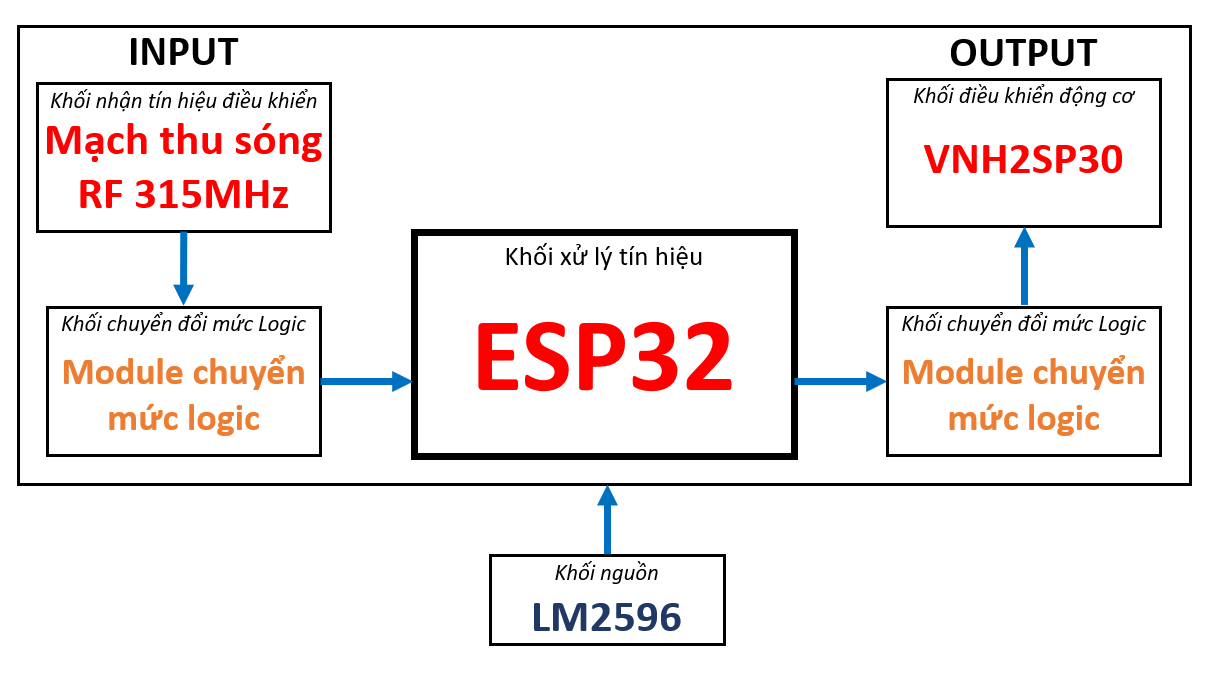 INPUT
Khối nhận tín hiệu điều khiển
Mạch thu sóng
RF 315MHz
Khối chuyển đổi mức Logic
Module chuyển
mức logic
Khối xử lý tín hiệu
ESP32
OUTPUT
Khối điều khiển động cơ
VNH2SP30
Khối chuyển đổi mức Logic
Module chuyển
mức logic
Khối nguồn
LM2596